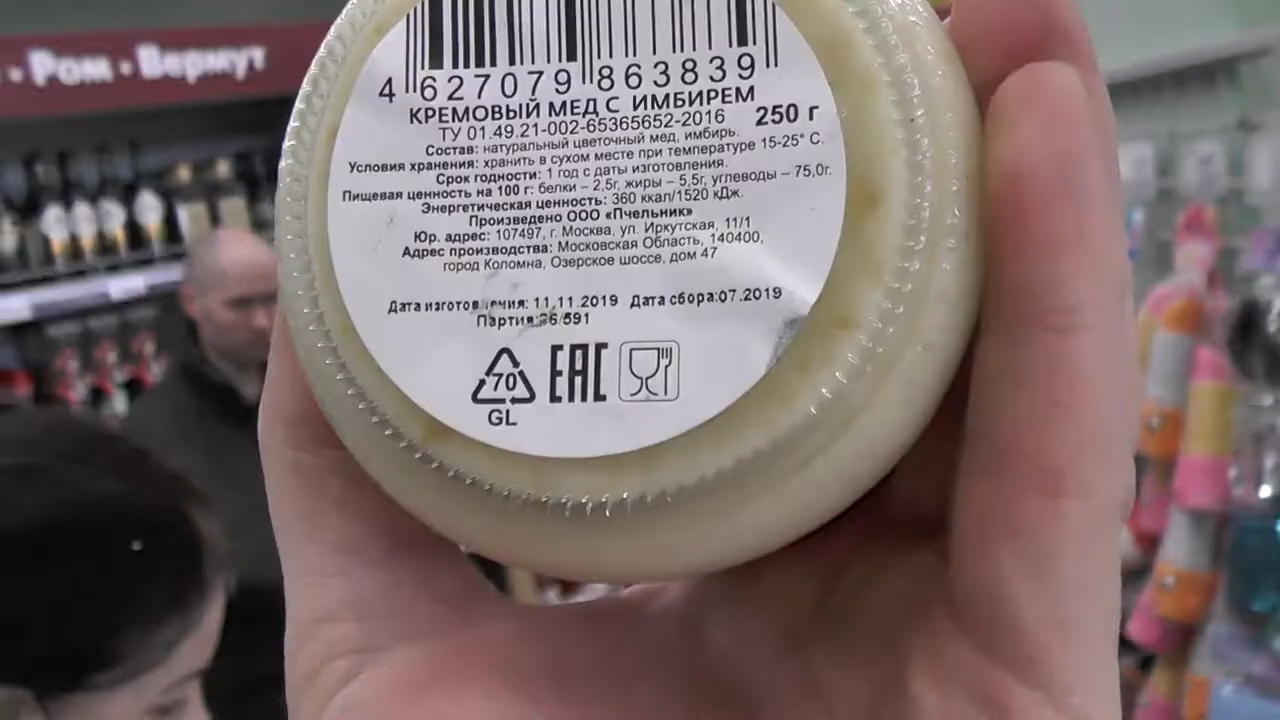 · Ром · Вермут
4 627079 863839
КРЕМОВЫЙ МЕД С ИМБИРЕМ 250 г
ТУ 01.49.21-002-65365652-2016
Состав: натуральный цветочный мед, имбирь.
Условия хранения: хранить в сухом месте при температуре 15-25° С.
Срок годности: 1 год с даты изготовления.
Пищевая ценность на 100 г: белки – 2,5г, жиры – 5,5г, углеводы – 75,0г.
Энергетическая ценность: 360 ккал/1520 кДж.
Произведено ООО «Пчельник»
Юр. адрес: 107497, г. Москва, ул. Иркутская, 11/1
Адрес производства: Московская Область, 140400,
город Коломна, Озерское шоссе, дом 47
Дата изготовления: 11.11.2019 Дата сбора:07.2019
Партия:36/591
70
GL
EAC